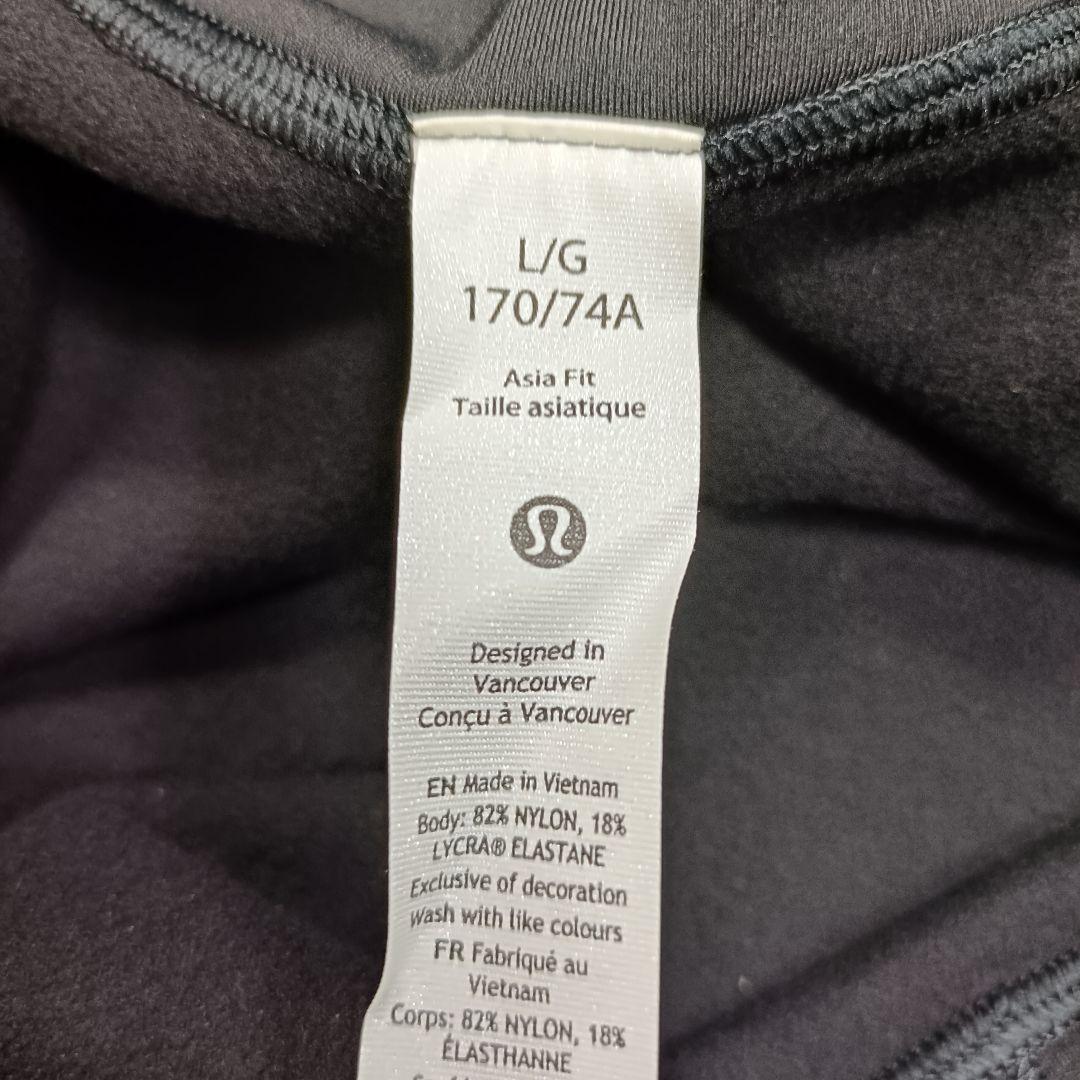 L/G
170/74A
Asia Fit
Taille asiatique
Designed in
Vancouver
Conçu à Vancouver
EN Made in Vietnam
Body: 82% NYLON, 18%
LYCRA® ELASTANE
Exclusive of decoration
wash with like colours
FR Fabriqué au
Vietnam
Corps: 82% NYLON, 18%
ÉLASTHANNE